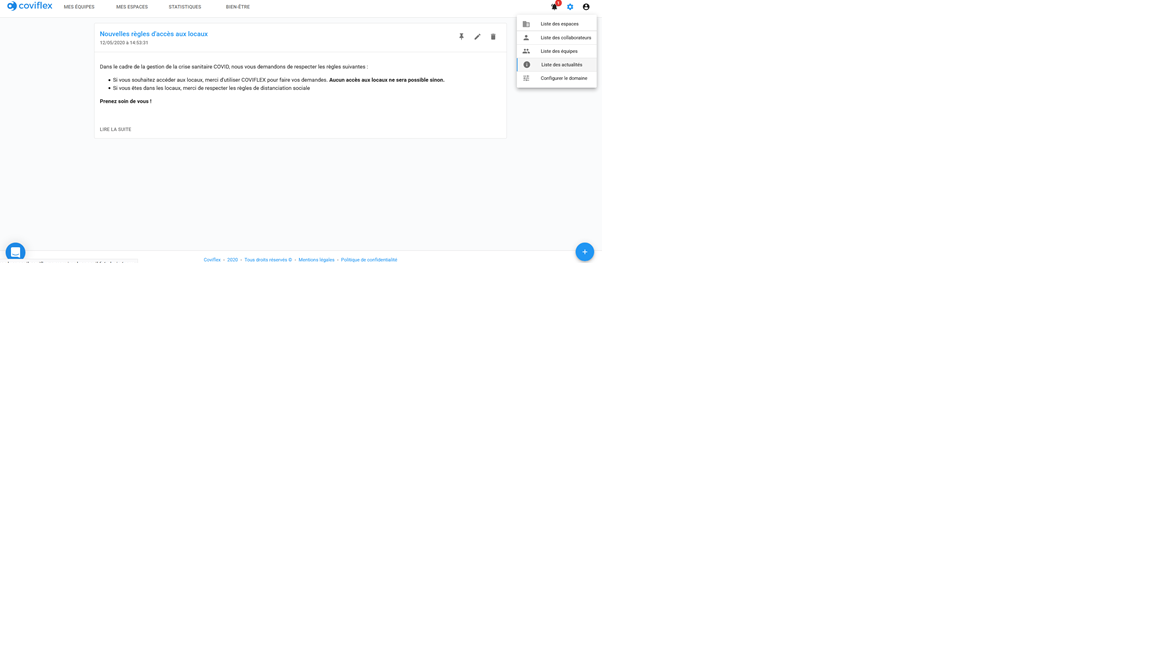 coviflex
MES ÉQUIPES
MES ESPACES
STATISTIQUES
BIEN-ÊTRE
Liste des espaces
Liste des collaborateurs
Liste des équipes
Liste des actualités
Configurer le domaine
Nouvelles règles d'accès aux locaux
12/05/2020 à 14:53:31
Dans le cadre de la gestion de la crise sanitaire COVID, nous vous demandons de respecter les règles suivantes :
Si vous souhaitez accéder aux locaux, merci d'utiliser COVIFLEX pour faire vos demandes. Aucun accès aux locaux ne sera possible sinon.
Si vous êtes dans les locaux, merci de respecter les règles de distanciation sociale
Prenez soin de vous !
LIRE LA SUITE
Coviflex - 2020 - Tous droits réservés © - Mentions légales - Politique de confidentialité